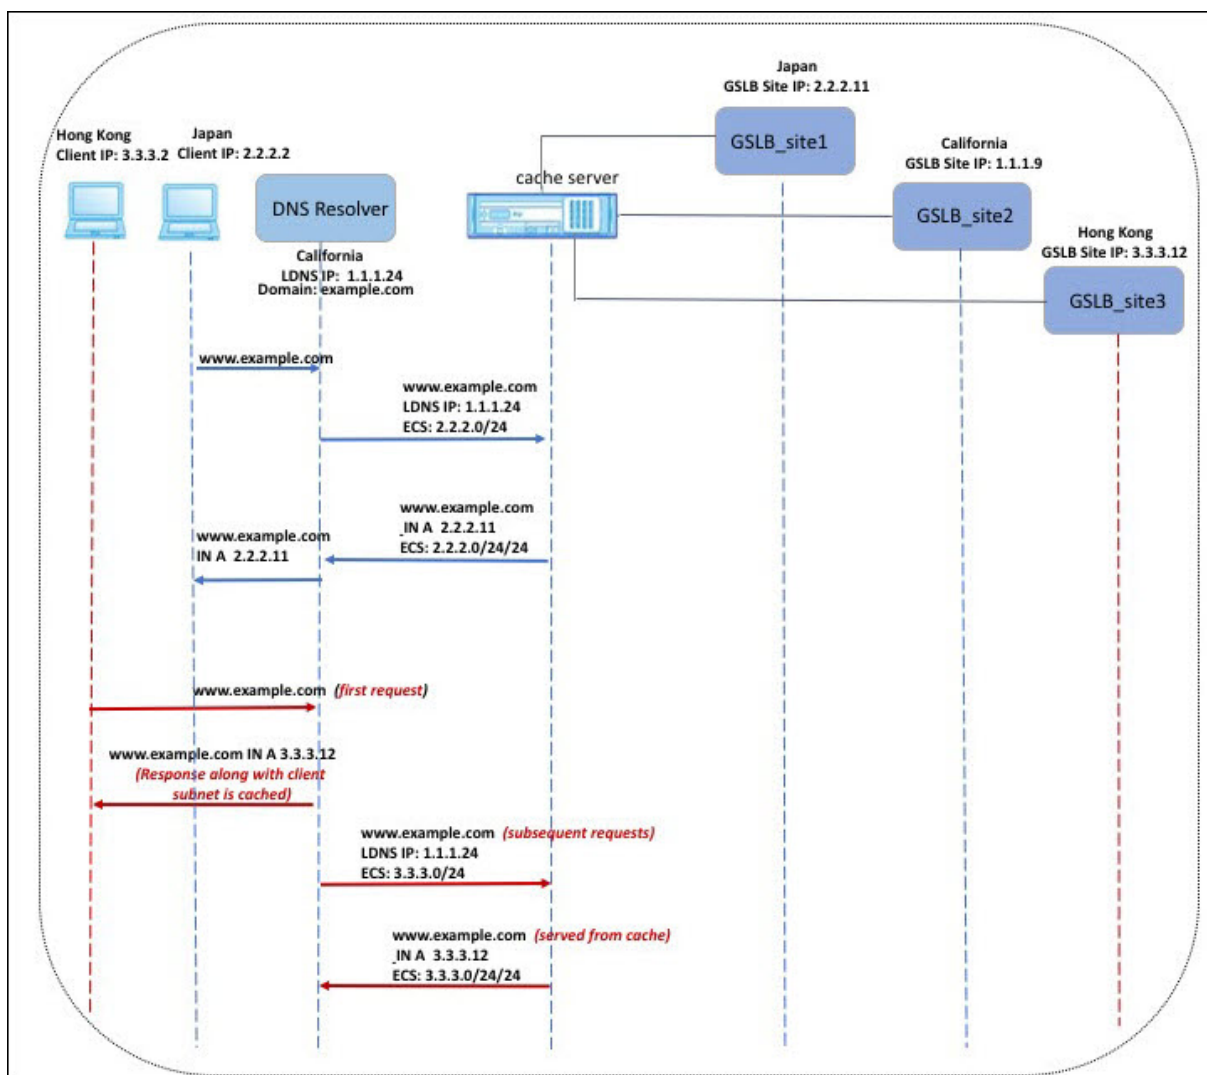 Japan
GSLB Site IP: 2.2.2.11
GSLB_site1
Hong Kong
Client IP: 3.3.3.2
Japan
Client IP: 2.2.2.2
DNS Resolver
cache server
California
GSLB Site IP: 1.1.1.9
GSLB_site2
Hong Kong
GSLB Site IP: 3.3.3.12
GSLB_site3
California
LDNS IP: 1.1.1.24
Domain: example.com
www.example.com
www.example.com
LDNS IP: 1.1.1.24
ECS: 2.2.2.0/24
www.example.com
_IN A 2.2.2.11
ECS: 2.2.2.0/24/24
www.example.com
IN A 2.2.2.11
www.example.com (first request)
www.example.com IN A 3.3.3.12
(Response along with client
subnet is cached)
www.example.com (subsequent requests)
LDNS IP: 1.1.1.24
ECS: 3.3.3.0/24
www.example.com (served from cache)
_IN A 3.3.3.12
ECS: 3.3.3.0/24/24